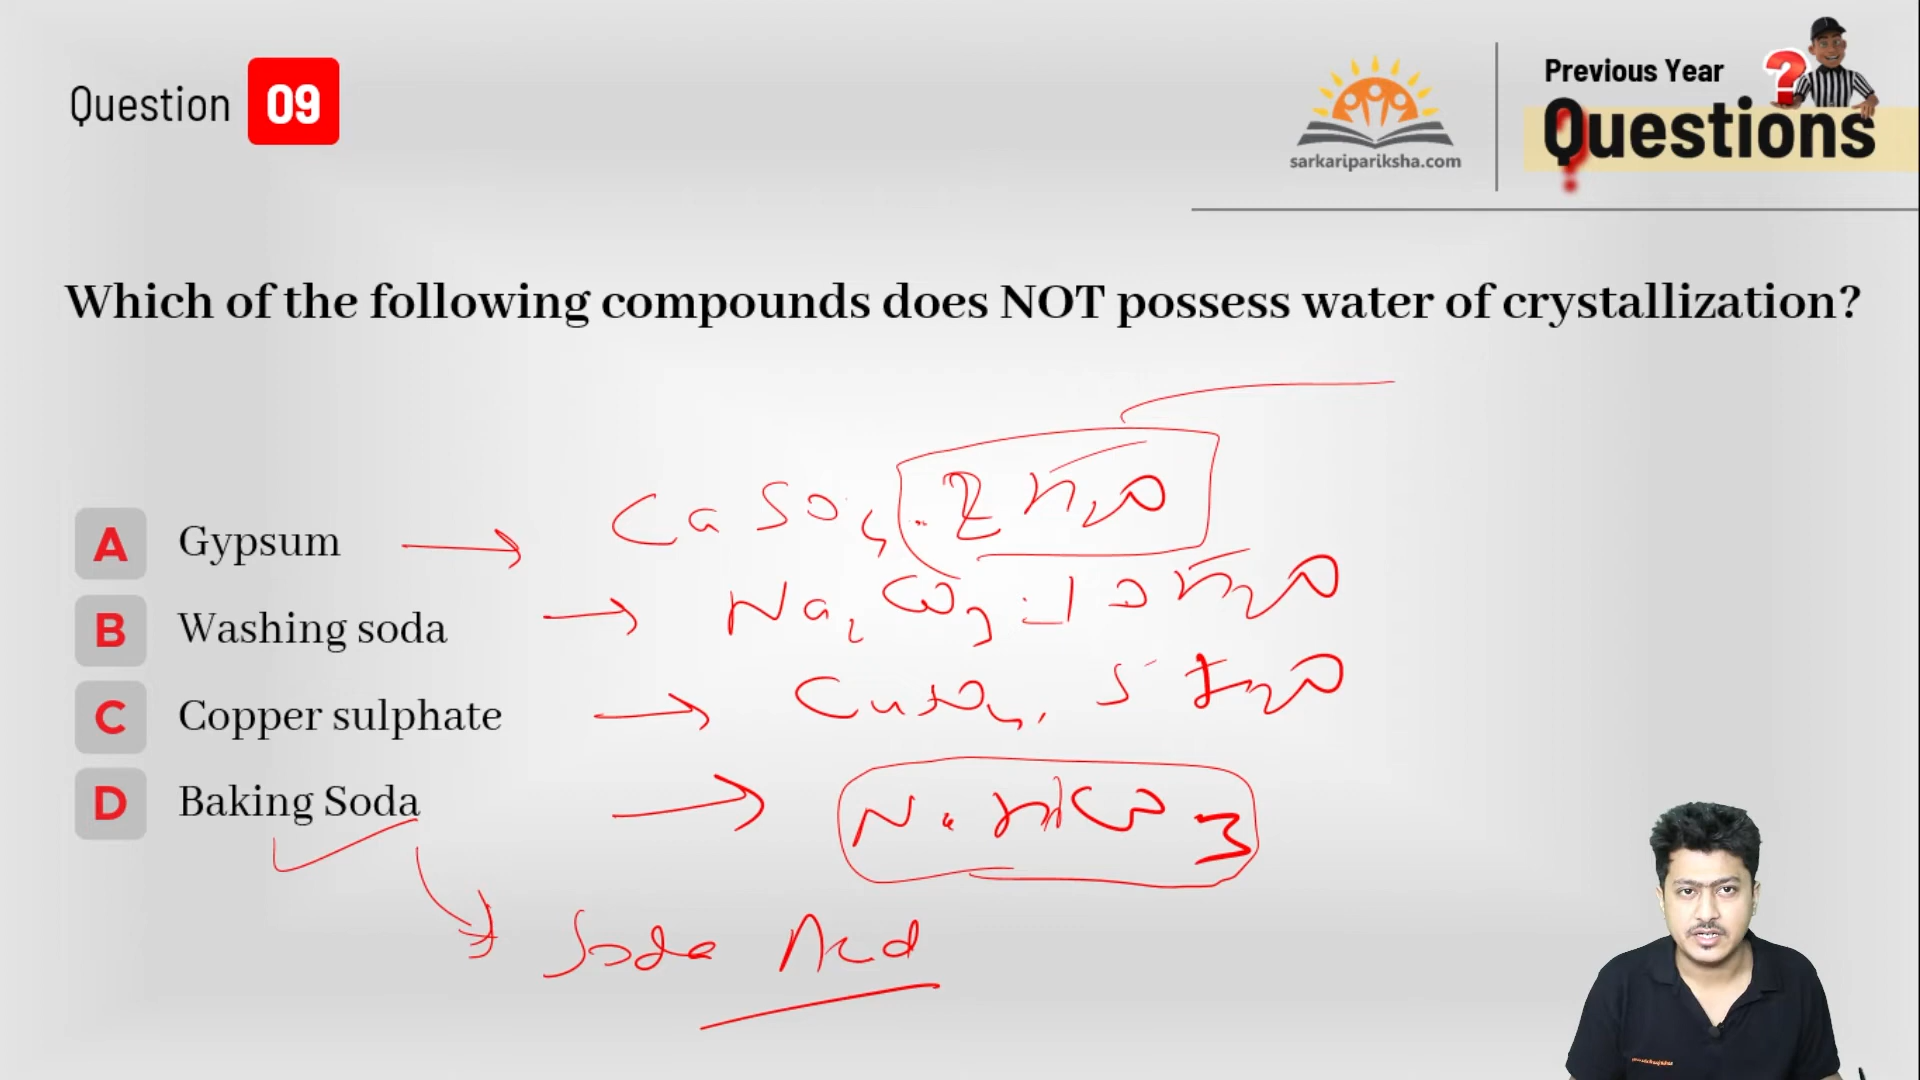 Question 09
sarkaripariksha.com
Previous Year
Questions
Which of the following compounds does NOT possess water of crystallization?
A Gypsum → CaSO₄.2H₂O
B Washing soda → Na₂CO₃.10H₂O
C Copper sulphate → CuSO₄.5H₂O
D Baking Soda → NaHCO₃
Soda Acid